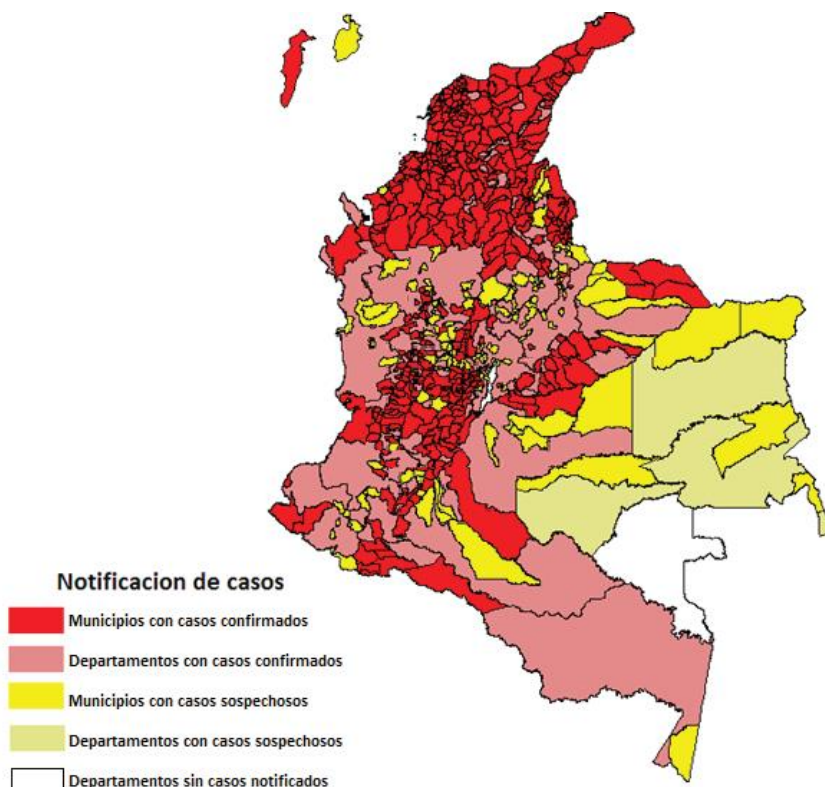 Notificacion de casos
Municipios con casos confirmados
Departamentos con casos confirmados
Municipios con casos sospechosos
Departamentos con casos sospechosos
Departamentos sin casos notificados